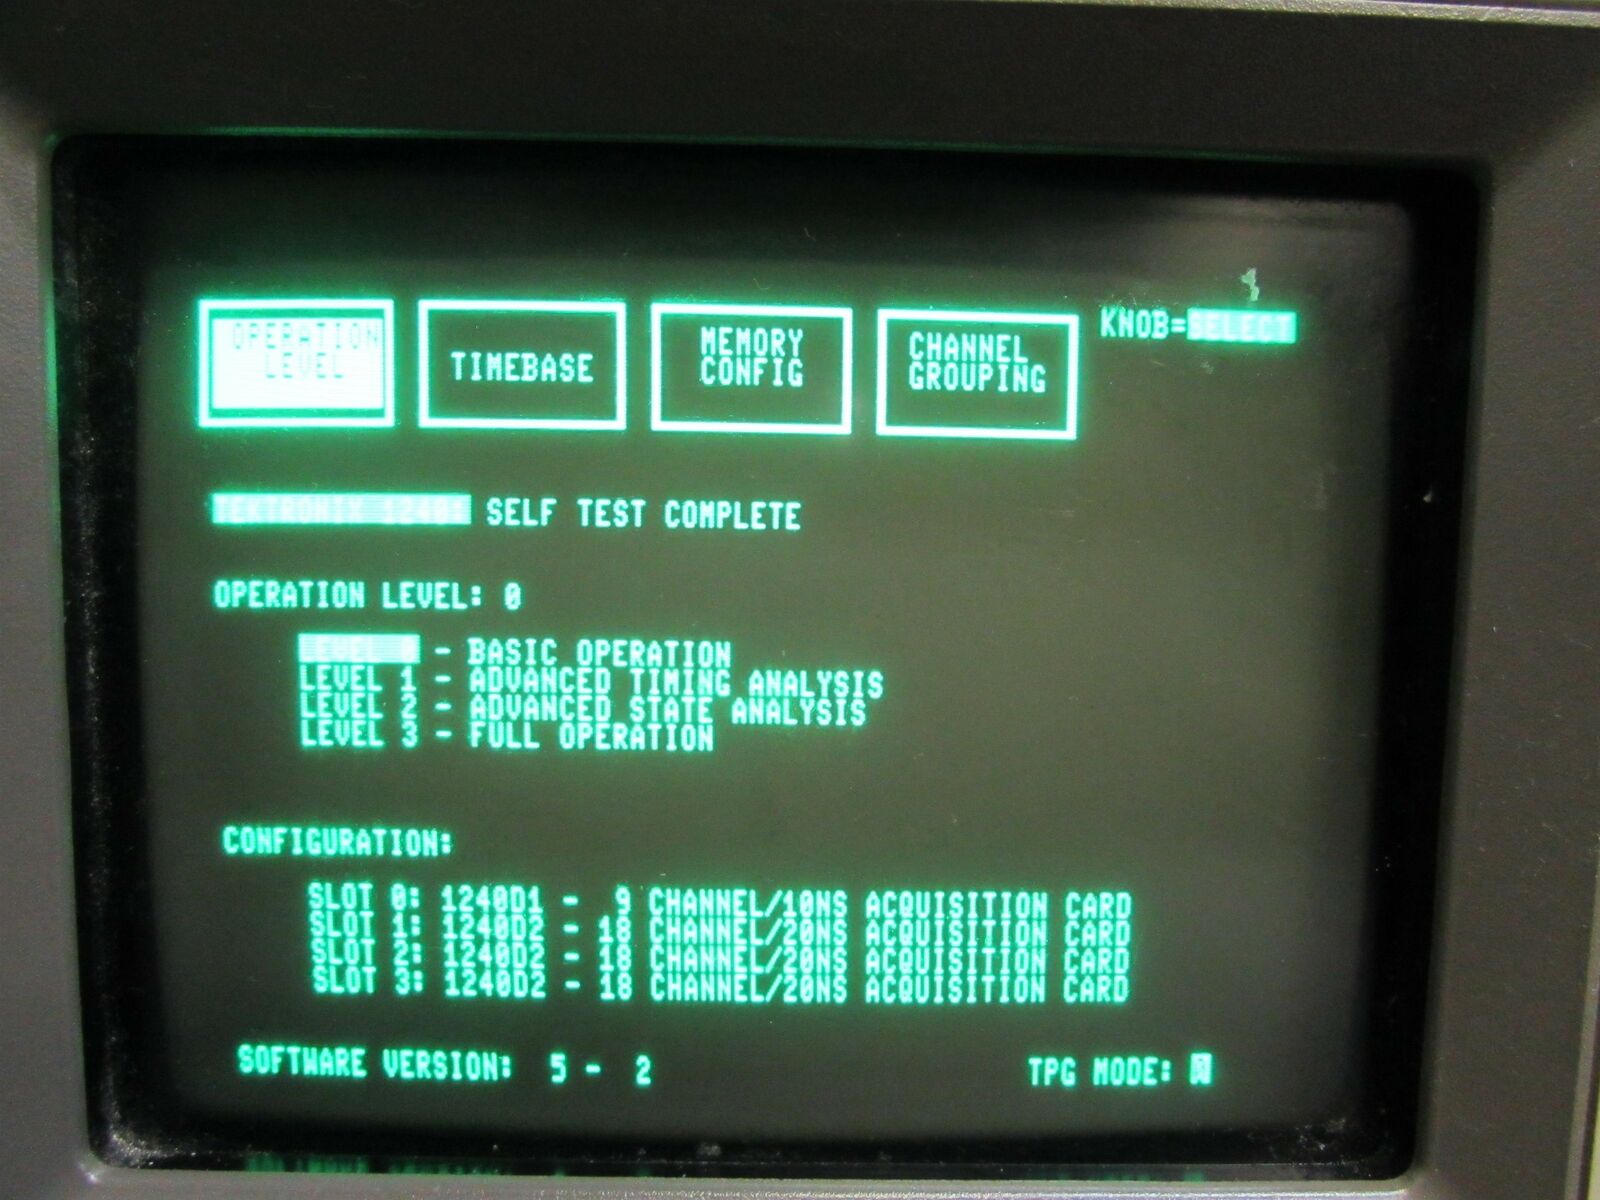 OPERATION
LEVEL
TIMEBASE
MEMORY
CONFIG
CHANNEL
GROUPING
KNOB=SELECT
TEKTRONIX 1240: SELF TEST COMPLETE
OPERATION LEVEL: 0
LEVEL 0 - BASIC OPERATION
LEVEL 1 - ADVANCED TIMING ANALYSIS
LEVEL 2 - ADVANCED STATE ANALYSIS
LEVEL 3 - FULL OPERATION
CONFIGURATION:
SLOT 0: 1240D1 - 9 CHANNEL/10NS ACQUISITION CARD
SLOT 1: 1240D2 - 18 CHANNEL/20NS ACQUISITION CARD
SLOT 2: 1240D2 - 18 CHANNEL/20NS ACQUISITION CARD
SLOT 3: 1240D2 - 18 CHANNEL/20NS ACQUISITION CARD
SOFTWARE VERSION: 5 - 2
TPG MODE: